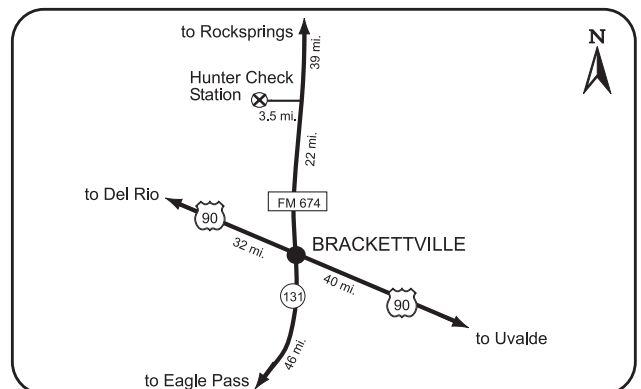 to Rocksprings
39 mi.
N
Hunter Check
Station
3.5 mi.
22 mi.
to Del Rio
FM 674
90
BRACKETTVILLE
32 mi.
40 mi.
131
90
to Uvalde
46 mi.
to Eagle Pass